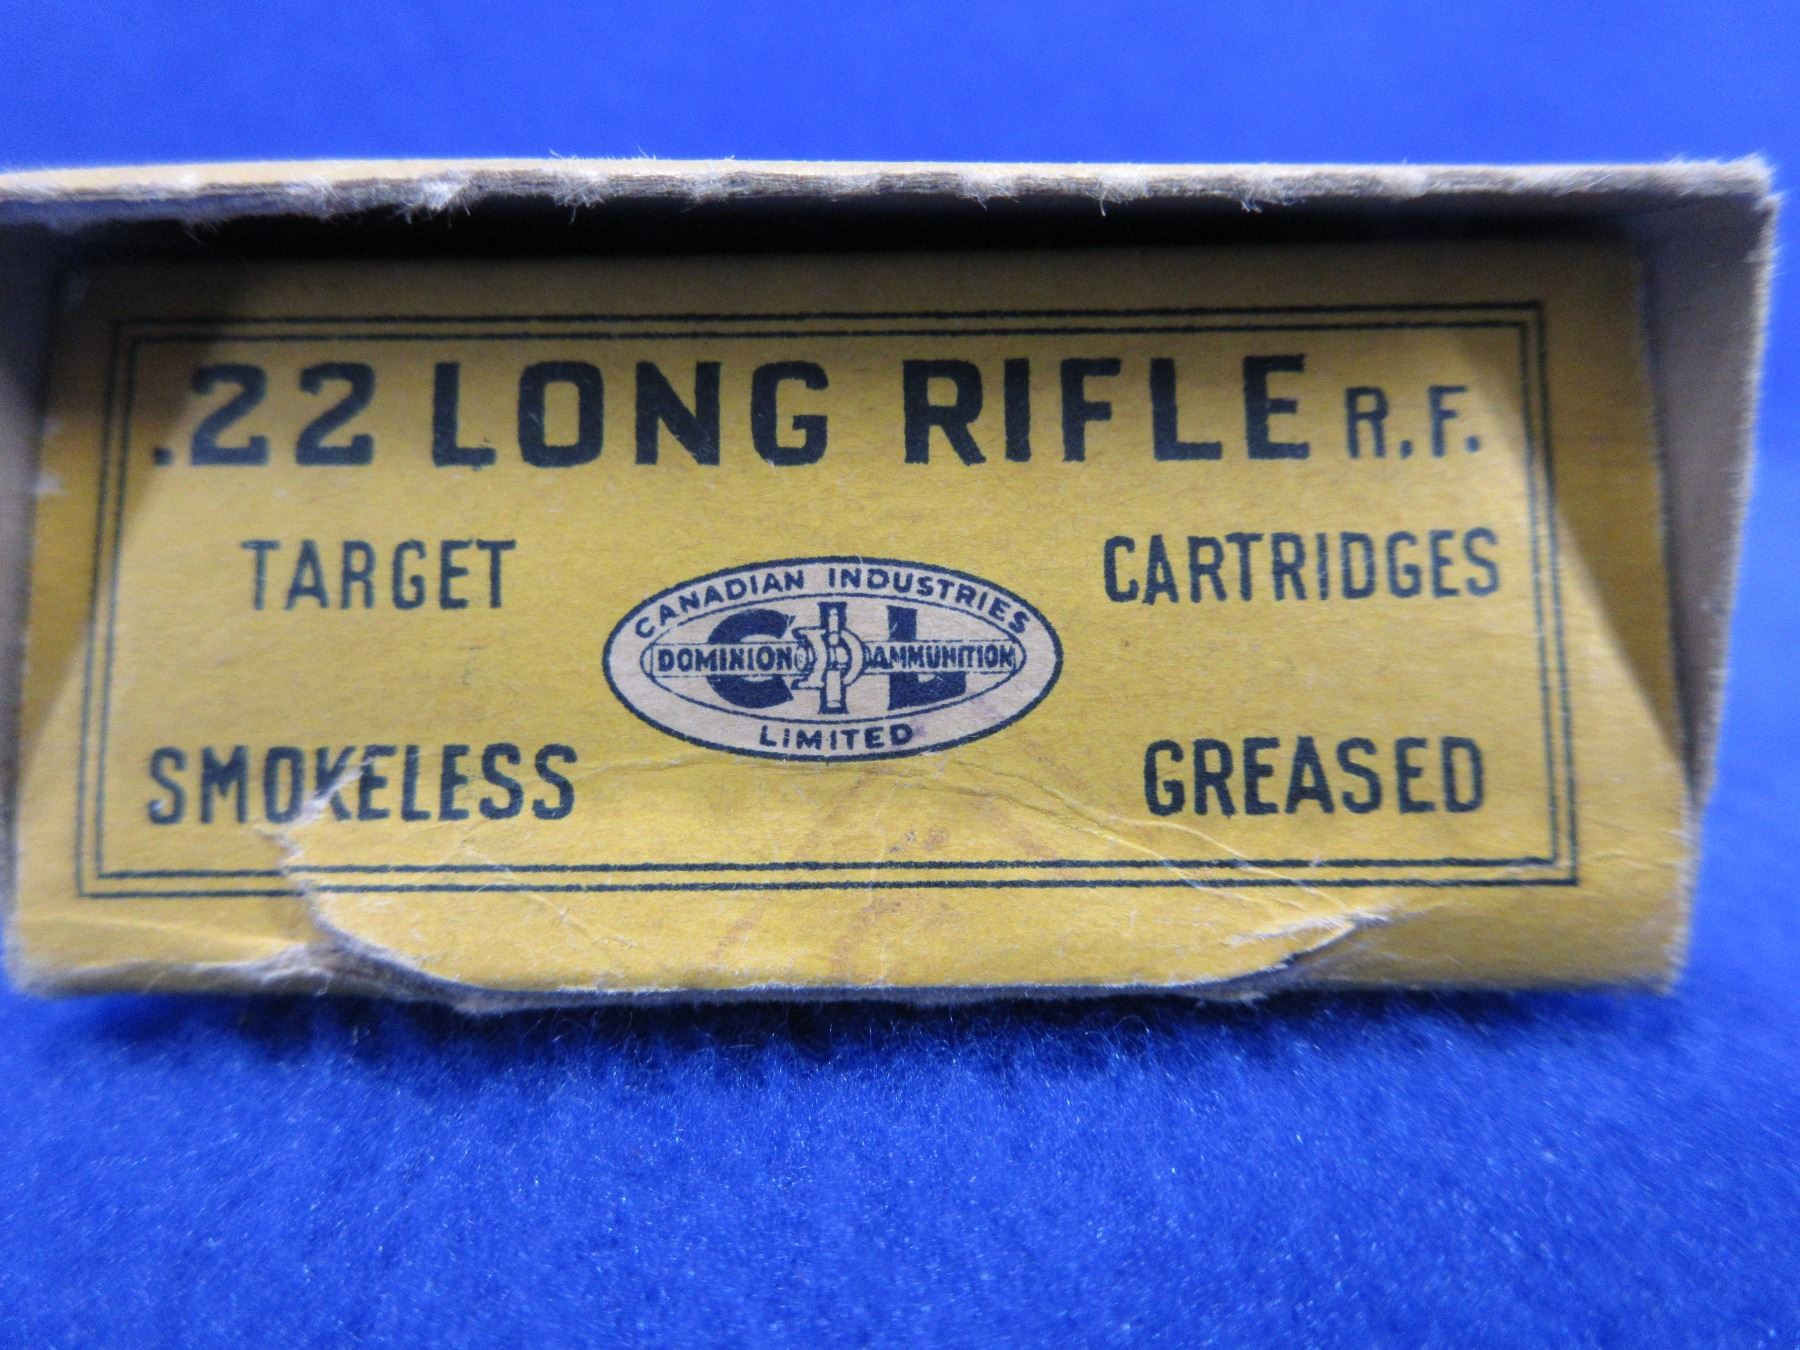 .22 LONG RIFLE R.F.
TARGET CARTRIDGES
CANADIAN INDUSTRIES
CIL
DOMINION AMMUNITION
LIMITED
SMOKELESS GREASED